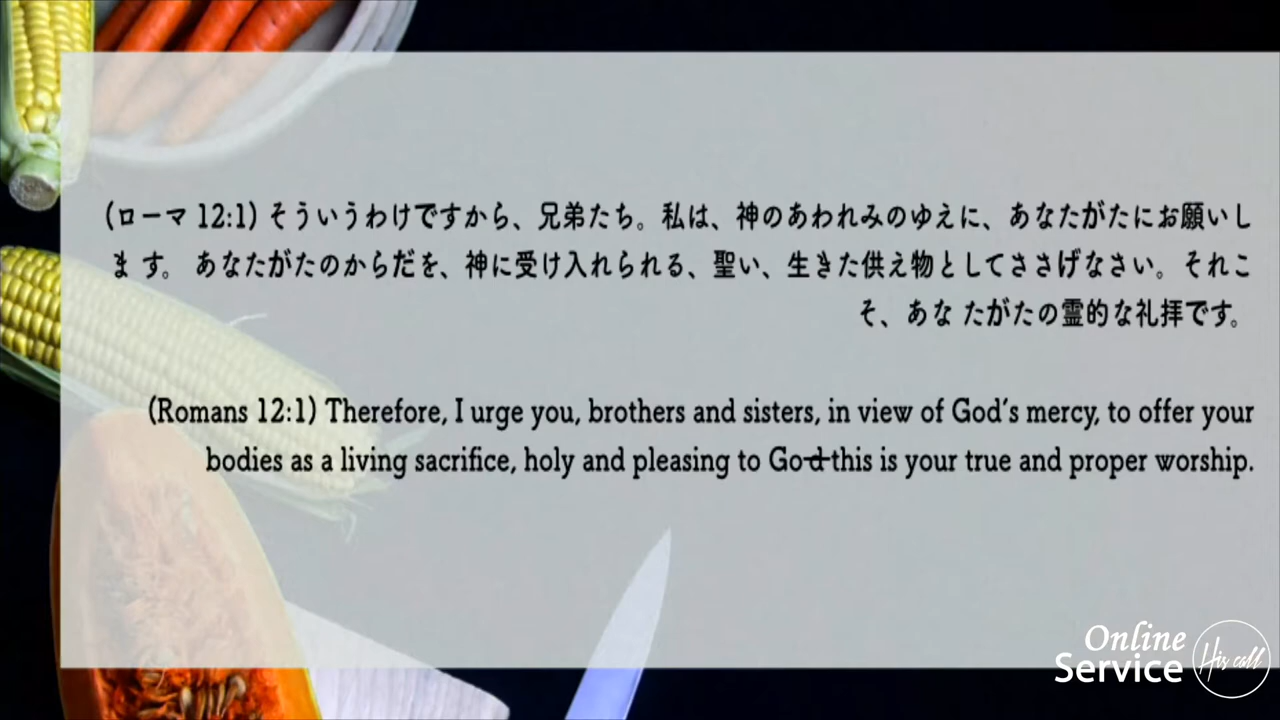 (ローマ 12:1) そういうわけですから、兄弟たち。私は、神のあわれみのゆえに、あなたがたにお願いし
ま す。 あなたがたのからだを、神に受け入れられる、聖い、生きた供え物としてささげなさい。それこ
そ、あな たがたの霊的な礼拝です。
(Romans 12:1) Therefore, I urge you, brothers and sisters, in view of God's mercy, to offer your
bodies as a living sacrifice, holy and pleasing to God—this is your true and proper worship.
Online
Service
His call